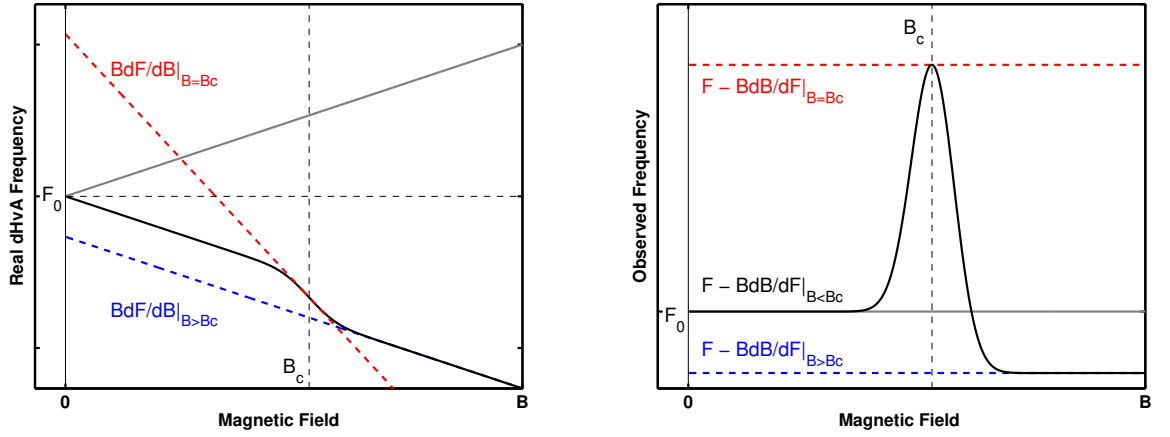 Real dHvA Frequency
F0
BdF/dB|B=Bc
BdF/dB|B>Bc
Bc
0
B
Magnetic Field
Observed Frequency
Bc
F − BdB/dF|B=Bc
F − BdB/dF|B<Bc
F0
F − BdB/dF|B>Bc
0
B
Magnetic Field